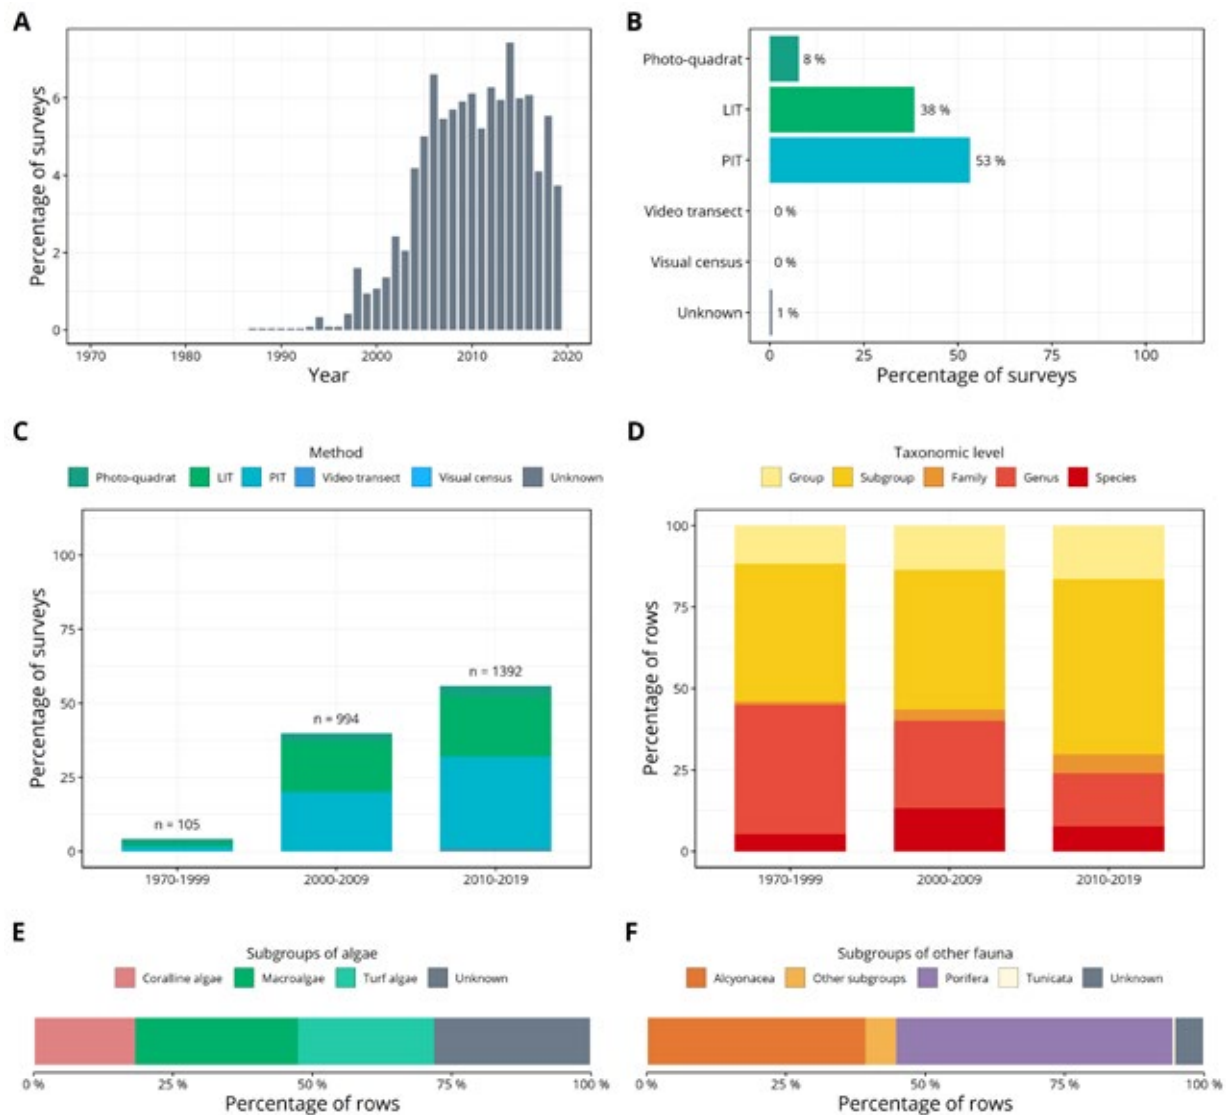 A
Percentage of surveys
6
4
2
0
1970 1980 1990 2000 2010 2020
Year
B
Photo-quadrat 8 %
LIT 38 %
PIT 53 %
Video transect 0 %
Visual census 0 %
Unknown 1 %
0 25 50 75 100
Percentage of surveys
C
Method
Photo-quadrat LIT PIT Video transect Visual census Unknown
Percentage of surveys
100
75
50
25
0
n = 105
n = 994
n = 1392
1970-1999 2000-2009 2010-2019
D
Taxonomic level
Group Subgroup Family Genus Species
Percentage of rows
100
75
50
25
0
1970-1999 2000-2009 2010-2019
E
Subgroups of algae
Coralline algae Macroalgae Turf algae Unknown
0 % 25 % 50 % 75 % 100 %
Percentage of rows
F
Subgroups of other fauna
Alcyonacea Other subgroups Porifera Tunicata Unknown
0 % 25 % 50 % 75 % 100 %
Percentage of rows